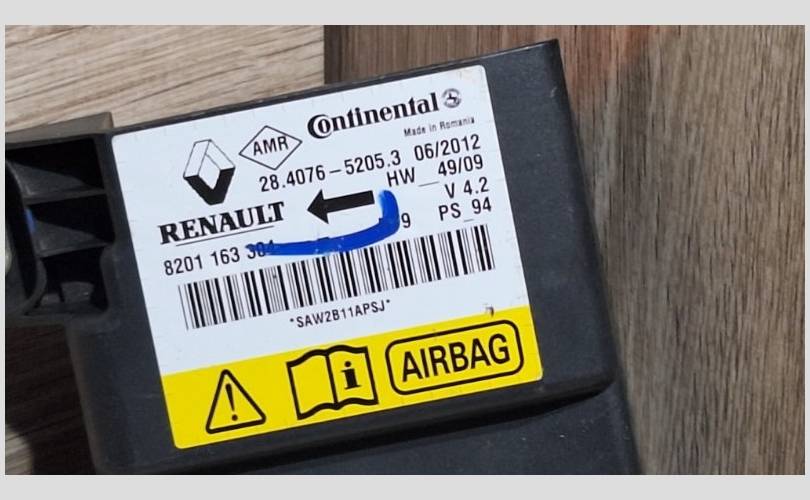 Continental
Made in Romania
AMR
28.4076-5205.3 06/2012
HW__49/09
RENAULT
V 4.2
9 PS_94
8201 163
*SAW2B11APSJ*
AIRBAG